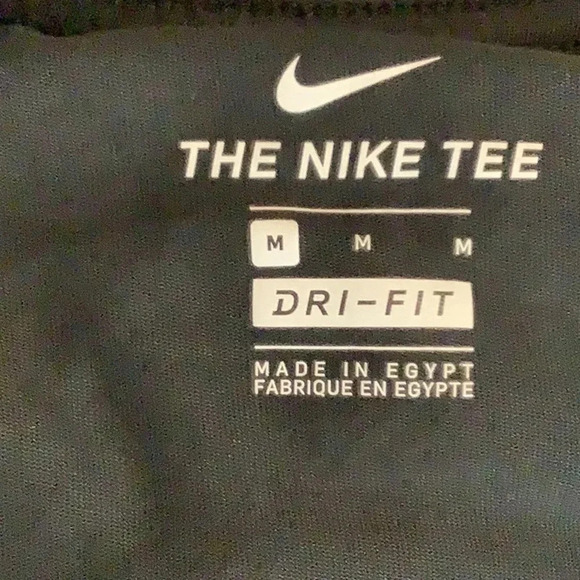 THE NIKE TEE
M M M
DRI-FIT
MADE IN EGYPT
FABRIQUE EN EGYPTE